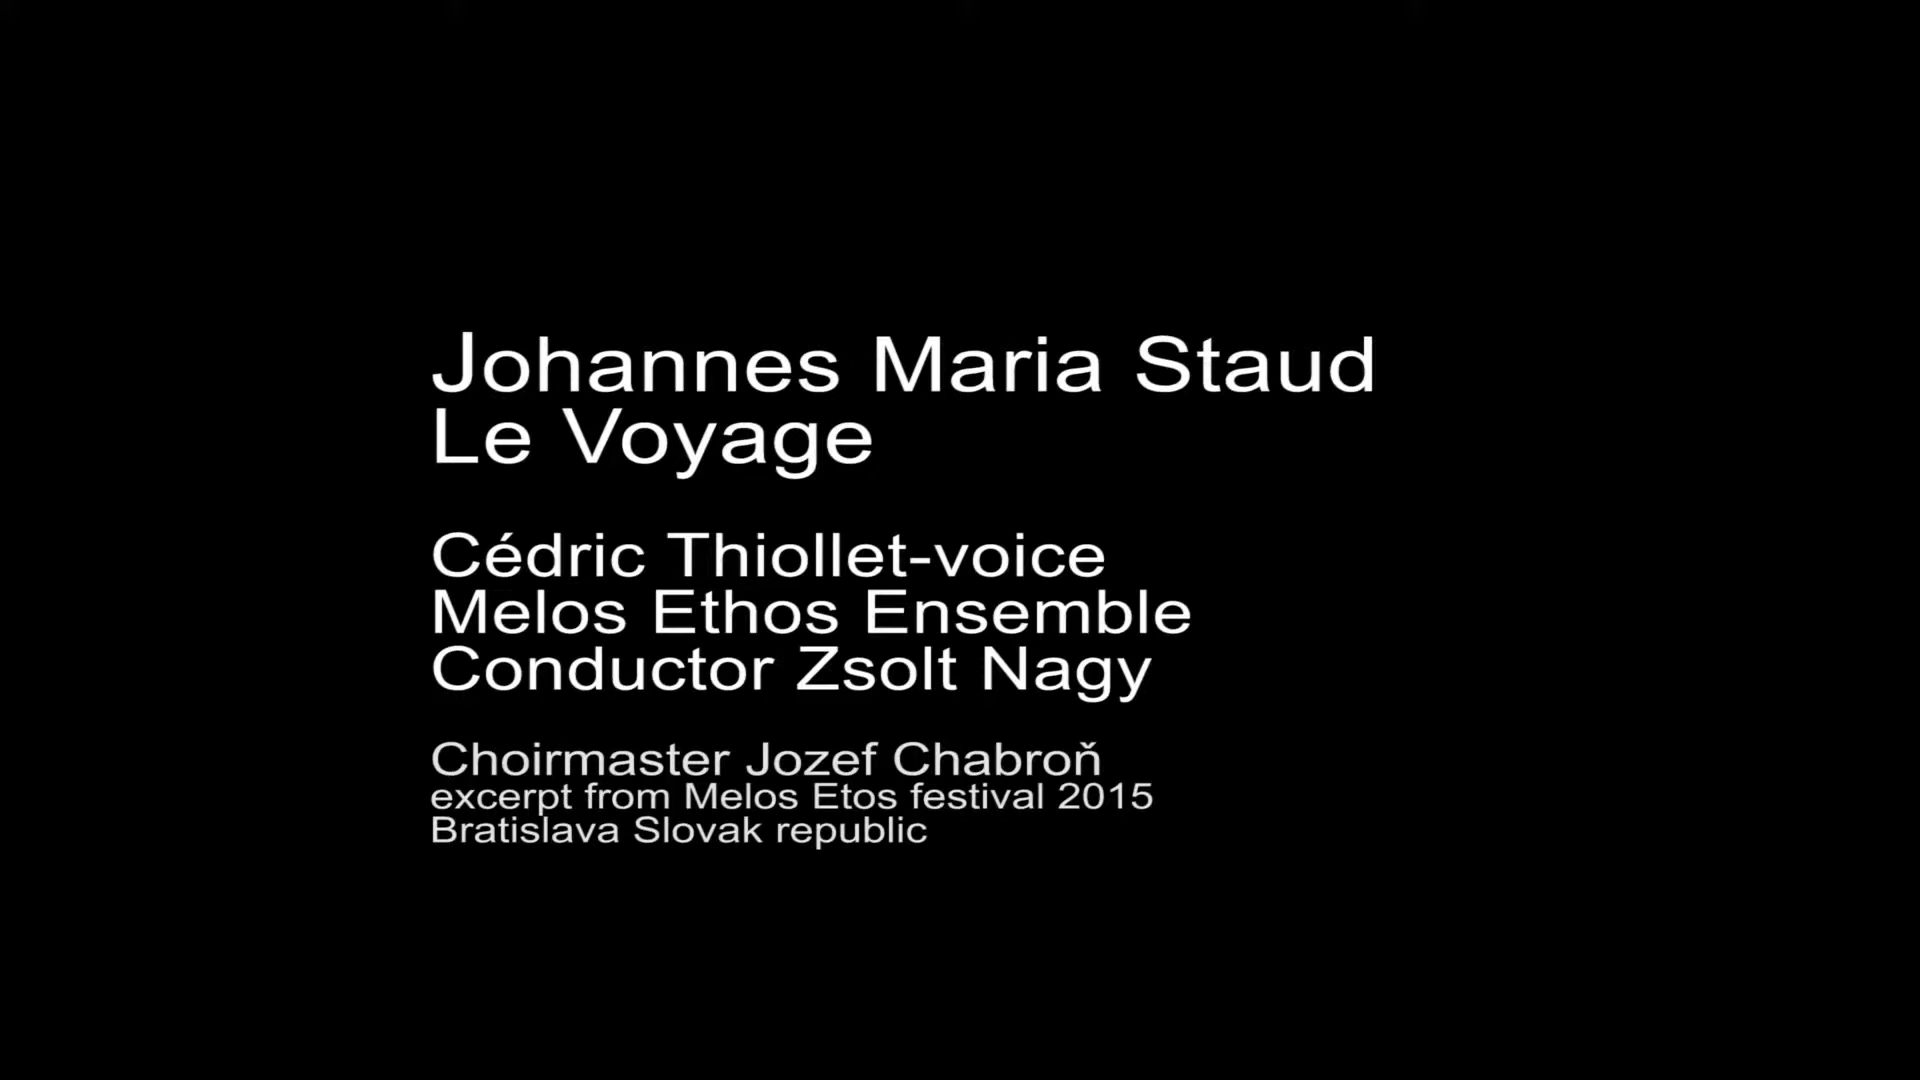 Johannes Maria Staud
Le Voyage
Cédric Thiollet-voice
Melos Ethos Ensemble
Conductor Zsolt Nagy
Choirmaster Jozef Chabroň
excerpt from Melos Etos festival 2015
Bratislava Slovak republic